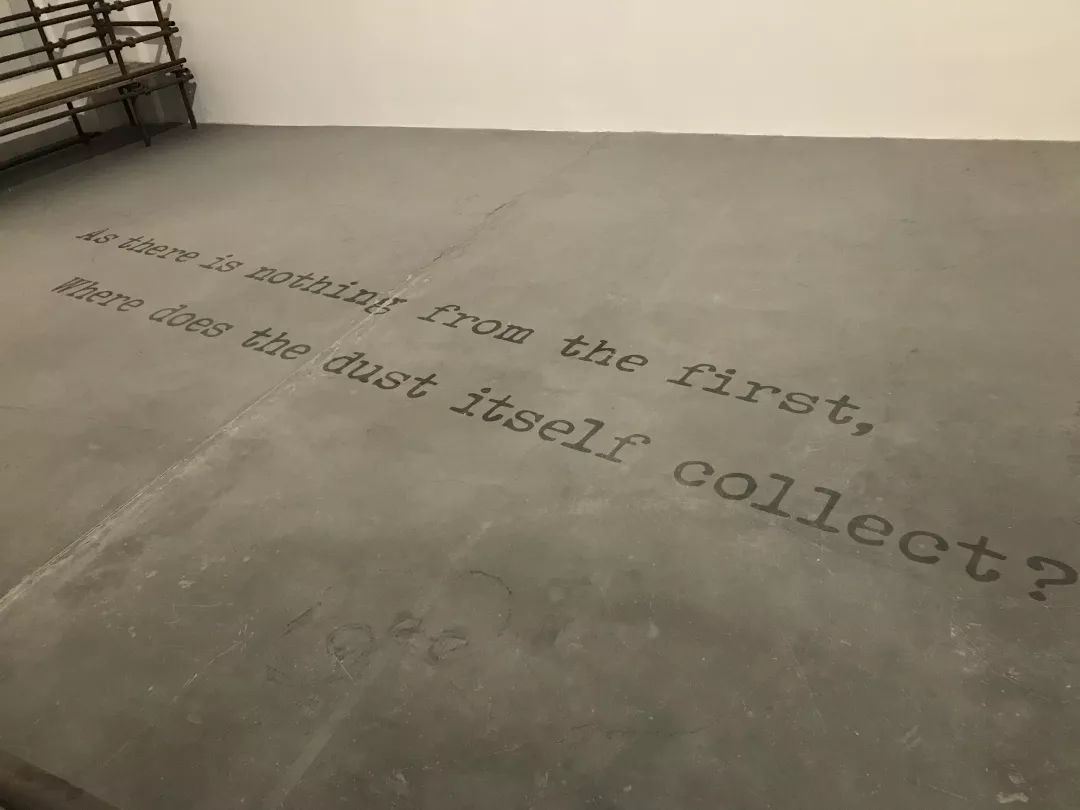 As there is nothing from the first,
Where does the dust itself collect?